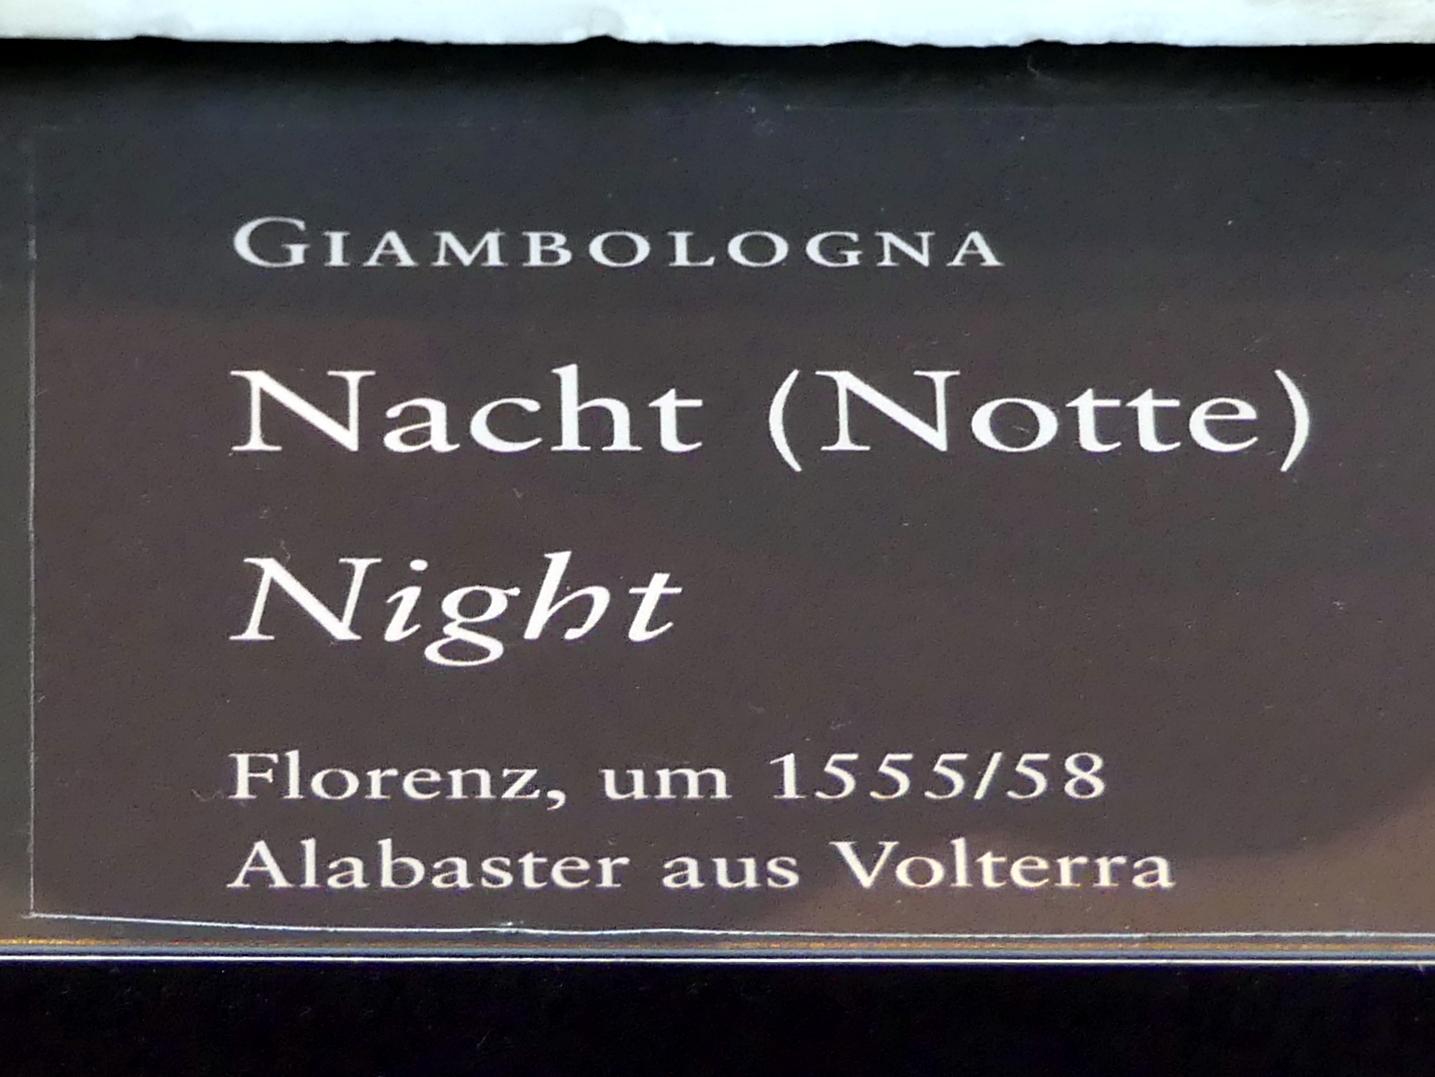 GIAMBOLOGNA
Nacht (Notte)
Night
Florenz, um 1555/58
Alabaster aus Volterra